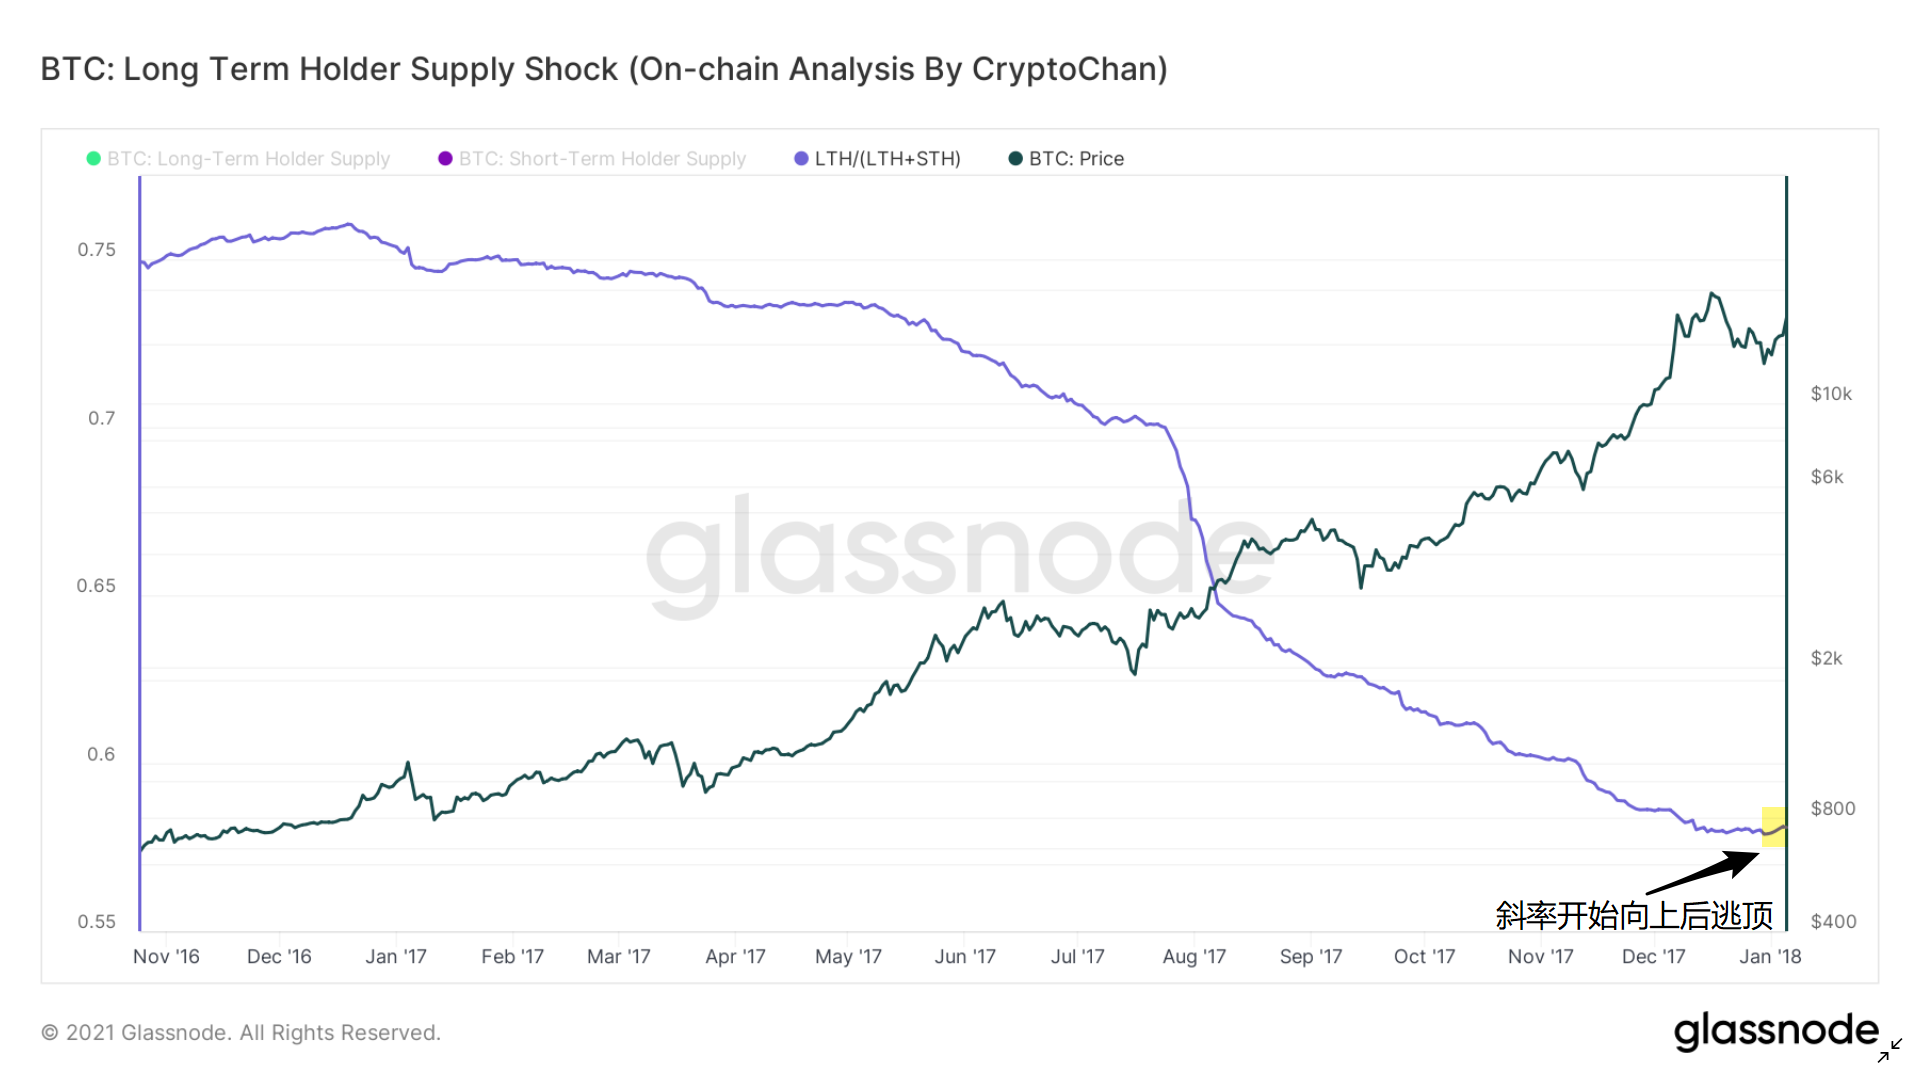 BTC: Long Term Holder Supply Shock (On-chain Analysis By CryptoChan)
BTC: Long-Term Holder Supply BTC: Short-Term Holder Supply LTH/(LTH+STH) BTC: Price
0.75
0.7
0.65
0.6
0.55
$10k
$6k
$2k
$800
$400
glassnode
斜率开始向上后逃顶
Nov '16 Dec '16 Jan '17 Feb '17 Mar '17 Apr '17 May '17 Jun '17 Jul '17 Aug '17 Sep '17 Oct '17 Nov '17 Dec '17 Jan '18
© 2021 Glassnode. All Rights Reserved.
glassnode